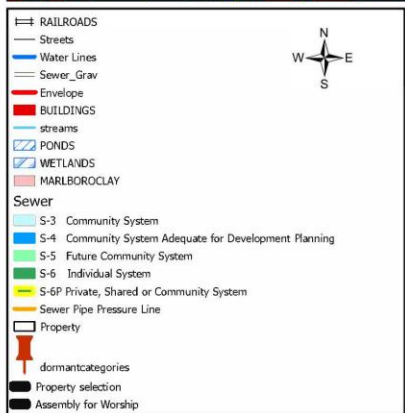 RAILROADS
Streets
Water Lines
Sewer_Grav
Envelope
BUILDINGS
streams
PONDS
WETLANDS
MARLBOROCLAY
Sewer
S-3 Community System
S-4 Community System Adequate for Development Planning
S-5 Future Community System
S-6 Individual System
S-6P Private, Shared or Community System
Sewer Pipe Pressure Line
Property
dormantcategories
Property selection
Assembly for Worship
N
W E
S